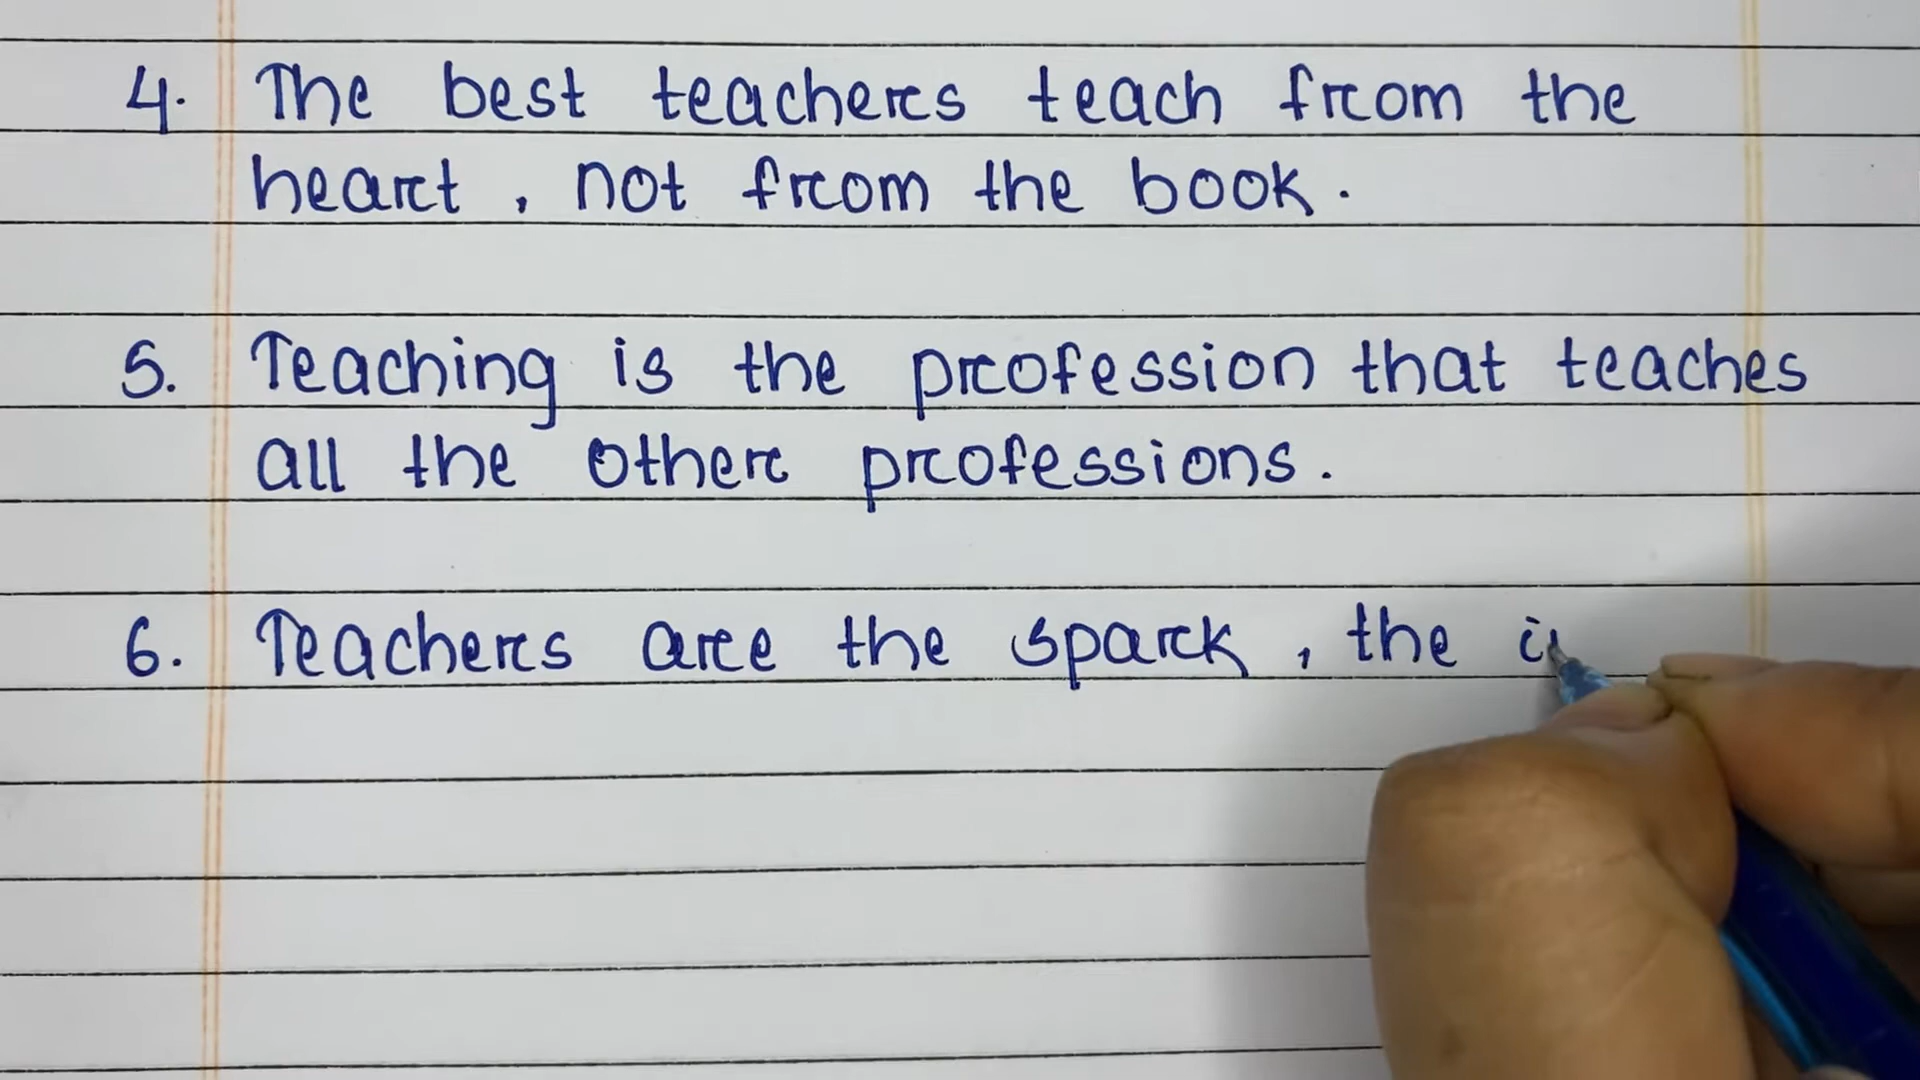 4. The best teachers teach from the
heart, not from the book.
5. Teaching is the profession that teaches
all the other professions.
6. Teachers are the spark, the